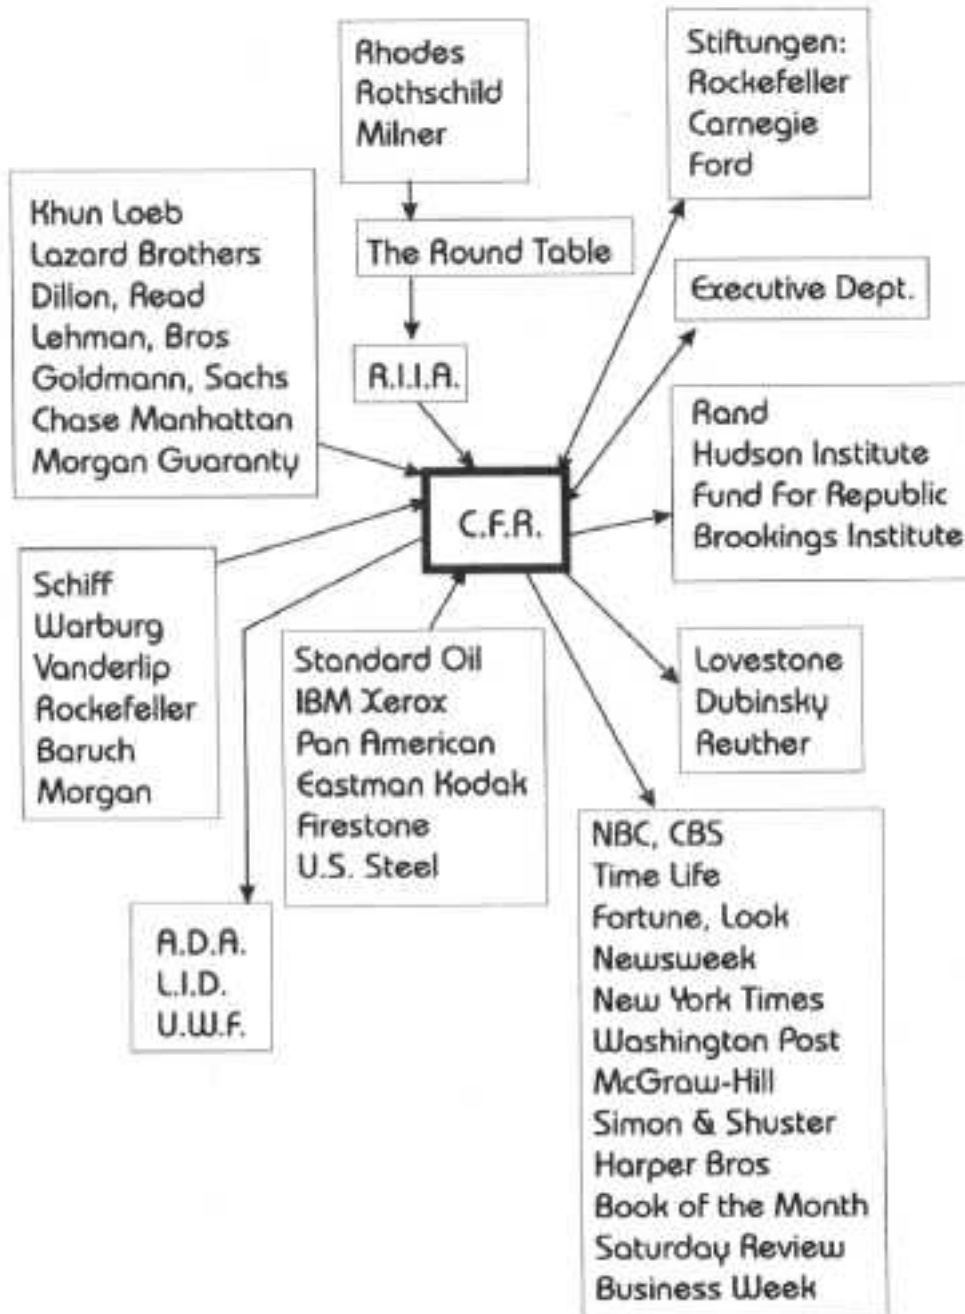 Rhodes
Rothschild
Milner
Stiftungen:
Rockefeller
Carnegie
Ford
Khun Loeb
Lazard Brothers
Dillon, Read
Lehman, Bros
Goldmann, Sachs
Chase Manhattan
Morgan Guaranty
The Round Table
Executive Dept.
R.I.I.A.
Rand
Hudson Institute
Fund For Republic
Brookings Institute
C.F.R.
Schiff
Warburg
Vanderlip
Rockefeller
Baruch
Morgan
Standard Oil
IBM Xerox
Pan American
Eastman Kodak
Firestone
U.S. Steel
Lovestone
Dubinsky
Reuther
A.D.A.
L.I.D.
U.W.F.
NBC, CBS
Time Life
Fortune, Look
Newsweek
New York Times
Washington Post
McGraw-Hill
Simon & Shuster
Harper Bros
Book of the Month
Saturday Review
Business Week